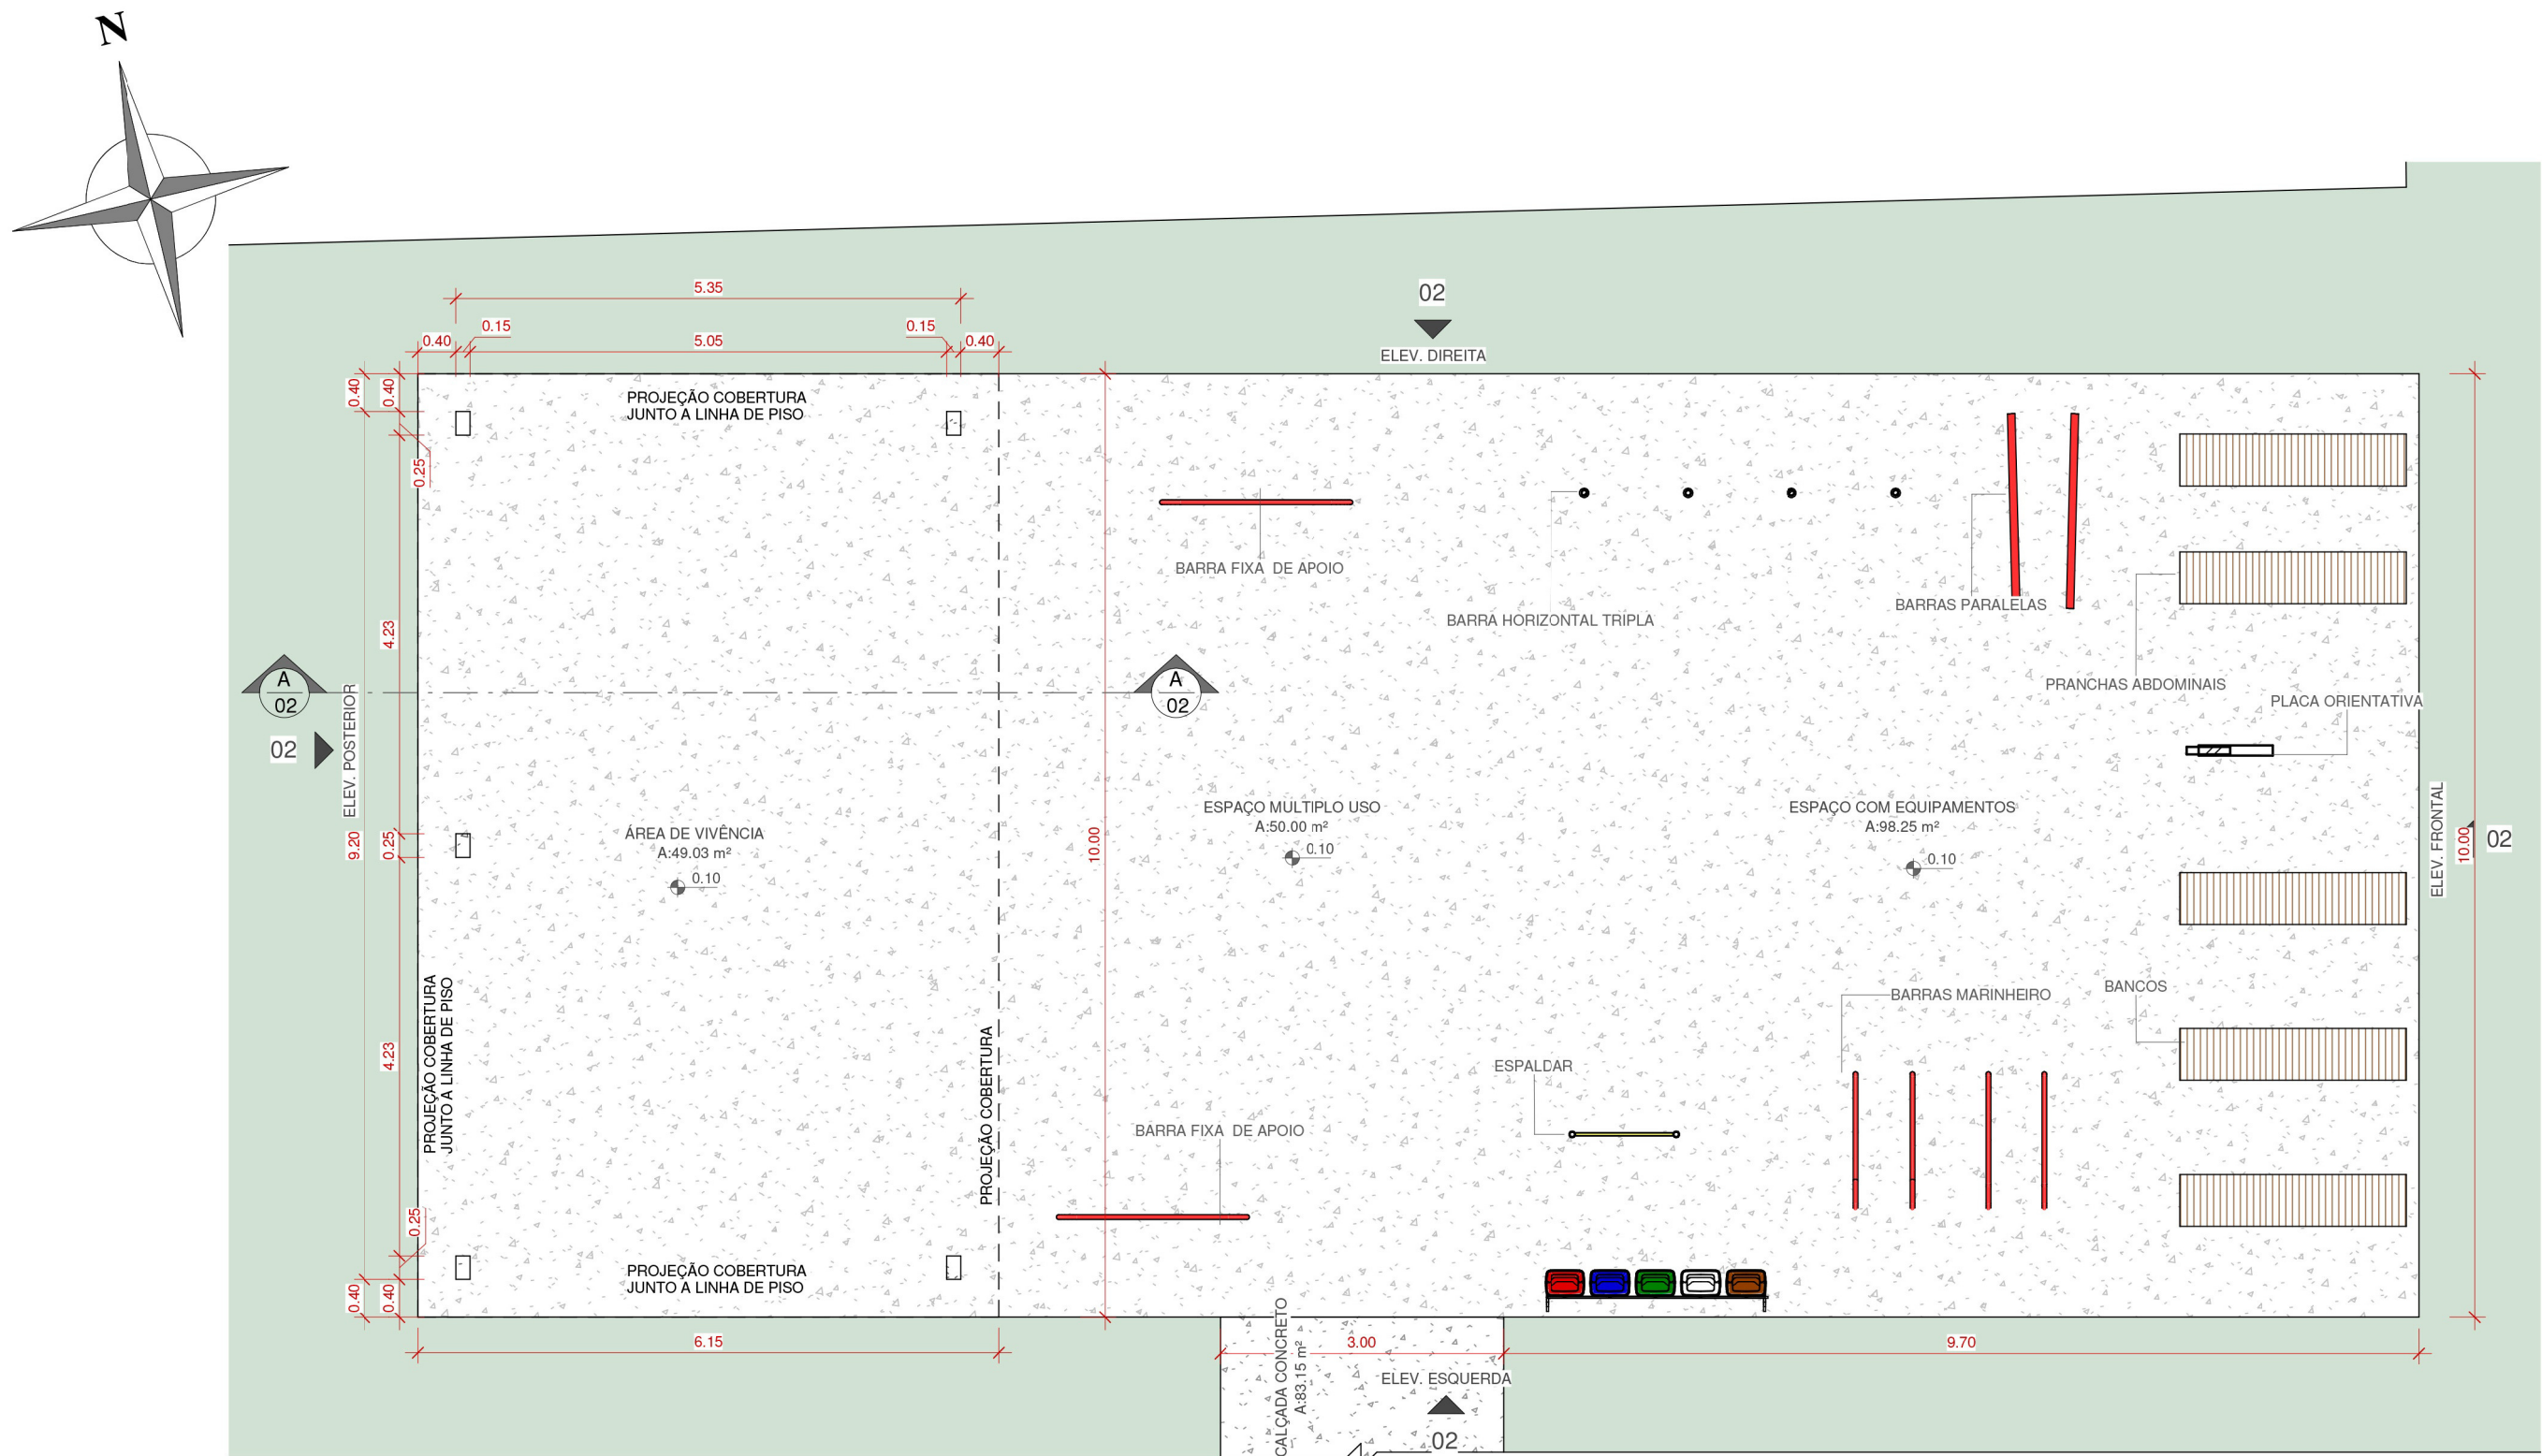 N
5.35
0.15
0.15
0.40
5.05
0.40
02
ELEV. DIREITA
0.40
0.40
PROJEÇÃO COBERTURA
JUNTO A LINHA DE PISO
0.25
BARRA FIXA  DE APOIO
BARRA HORIZONTAL TRIPLA
BARRAS PARALELAS
4.23
PRANCHAS ABDOMINAIS
PLACA ORIENTATIVA
A
02
A
02
02
ELEV. POSTERIOR
ESPAÇO MULTIPLO USO
A:50.00 m²
0.10
ESPAÇO COM EQUIPAMENTOS
A:98.25 m²
0.10
ÁREA DE VIVÊNCIA
A:49.03 m²
0.10
9.20
0.25
10.00
ELEV. FRONTAL
10.00
02
BARRAS MARINHEIRO
BANCOS
4.23
PROJEÇÃO COBERTURA
JUNTO A LINHA DE PISO
PROJEÇÃO COBERTURA
ESPALDAR
BARRA FIXA  DE APOIO
0.25
PROJEÇÃO COBERTURA
JUNTO A LINHA DE PISO
0.40
0.40
6.15
3.00
9.70
CALÇADA CONCRETO
A:83.15 m²
ELEV. ESQUERDA
02